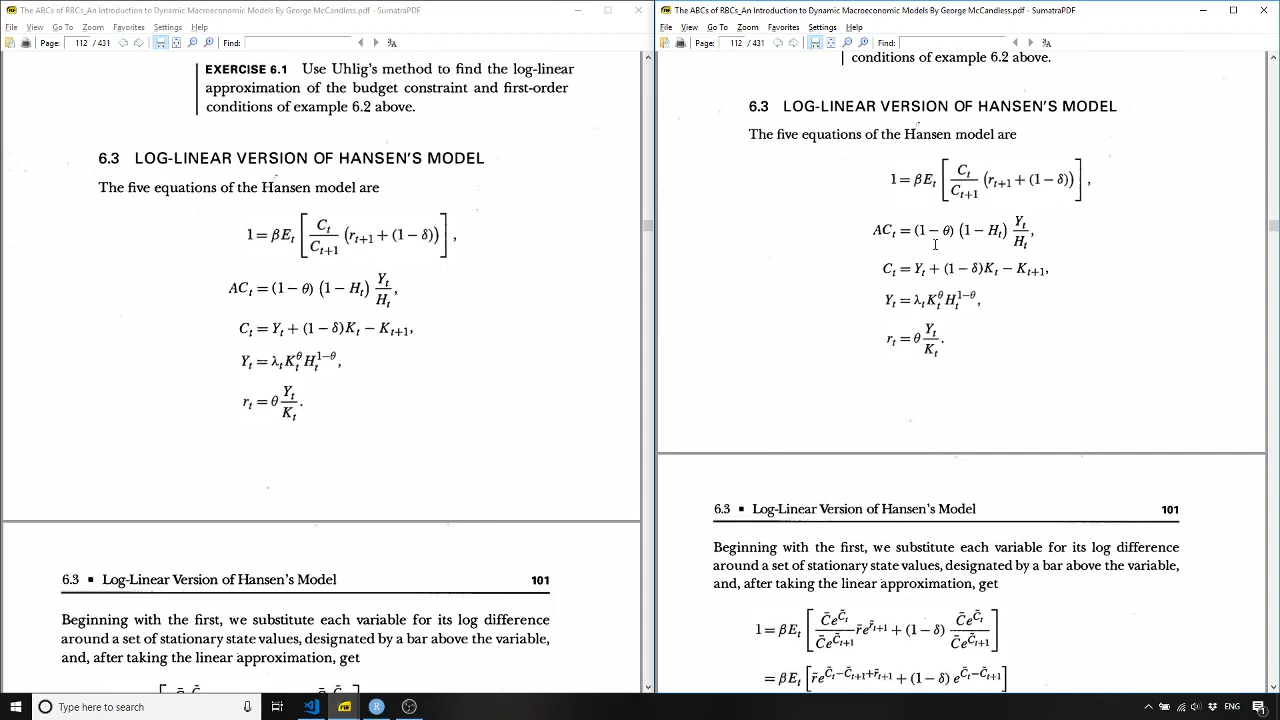 The ABCs of RBCs_An Introduction to Dynamic Macroeconomic Models By George McCandless.pdf - SumatraPDF
File View Go To Zoom Favorites Settings Help
Page: 112 / 431 Find:
EXERCISE 6.1 Use Uhlig's method to find the log-linear
approximation of the budget constraint and first-order
conditions of example 6.2 above.
6.3 LOG-LINEAR VERSION OF HANSEN'S MODEL
The five equations of the Hansen model are
1 = βE_t [ C_t / C_{t+1} (r_{t+1} + (1 − δ)) ],
AC_t = (1 − θ) (1 − H_t) Y_t / H_t,
C_t = Y_t + (1 − δ)K_t − K_{t+1},
Y_t = λ_t K_t^θ H_t^{1−θ},
r_t = θ Y_t / K_t.
6.3 ■ Log-Linear Version of Hansen's Model 101
Beginning with the first, we substitute each variable for its log difference
around a set of stationary state values, designated by a bar above the variable,
and, after taking the linear approximation, get
The ABCs of RBCs_An Introduction to Dynamic Macroeconomic Models By George McCandless.pdf - SumatraPDF
File View Go To Zoom Favorites Settings Help
Page: 112 / 431 Find:
conditions of example 6.2 above.
6.3 LOG-LINEAR VERSION OF HANSEN'S MODEL
The five equations of the Hansen model are
1 = βE_t [ C_t / C_{t+1} (r_{t+1} + (1 − δ)) ],
AC_t = (1 − θ) (1 − H_t) Y_t / H_t,
C_t = Y_t + (1 − δ)K_t − K_{t+1},
Y_t = λ_t K_t^θ H_t^{1−θ},
r_t = θ Y_t / K_t.
6.3 ■ Log-Linear Version of Hansen's Model 101
Beginning with the first, we substitute each variable for its log difference
around a set of stationary state values, designated by a bar above the variable,
and, after taking the linear approximation, get
1 = βE_t [ C̄e^{C̃_t} / C̄e^{C̃_{t+1}} r̄e^{r̃_{t+1}} + (1 − δ) C̄e^{C̃_t} / C̄e^{C̃_{t+1}} ]
= βE_t [ r̄e^{C̃_t − C̃_{t+1} + r̃_{t+1}} + (1 − δ) e^{C̃_t − C̃_{t+1}} ]
Type here to search
ENG